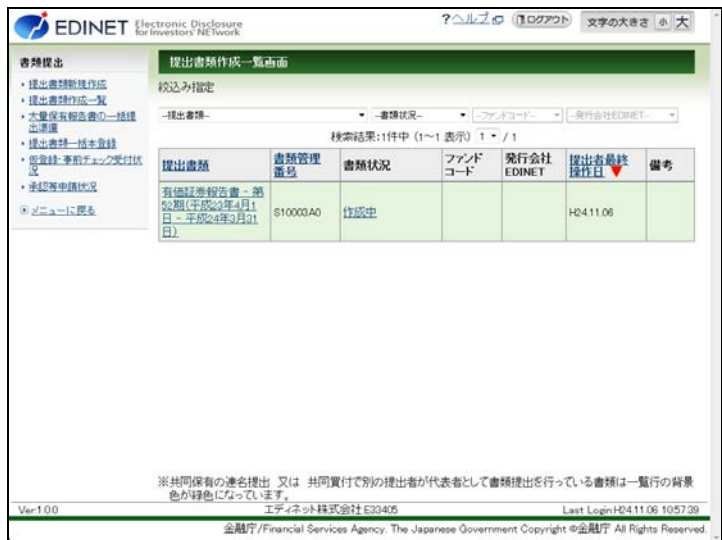 EDINET Electronic Disclosure for Investors' NETwork
?ヘルプ ログアウト 文字の大きさ 小 大
書類提出
・提出書類新規作成
・提出書類作成一覧
・大量保有報告書の一括提
出準備
・提出書類一括本登録
・仮登録・事前チェック受付状
況
・承認等申請状況
メニューに戻る
提出書類作成一覧画面
絞込み指定
-提出書類- -書類状況- -ファンドコード- -発行会社EDINET-
検索結果:1件中 (1～1 表示) 1 / 1
提出書類 書類管理番号 書類状況 ファンドコード 発行会社EDINET 提出者最終操作日▼ 備考
有価証券報告書 - 第
52期(平成23年4月1
日 - 平成24年3月31
日)
S10003A0 作成中 H24.11.06
※共同保有の連名提出 又は 共同買付で別の提出者が代表者として書類提出を行っている書類は一覧行の背景
色が緑色になっています。
Ver.1.0.0 エディネット株式会社 E33405 Last Login:H24.11.06 10:57:39
金融庁/Financial Services Agency. The Japanese Government Copyright ©金融庁 All Rights Reserved.